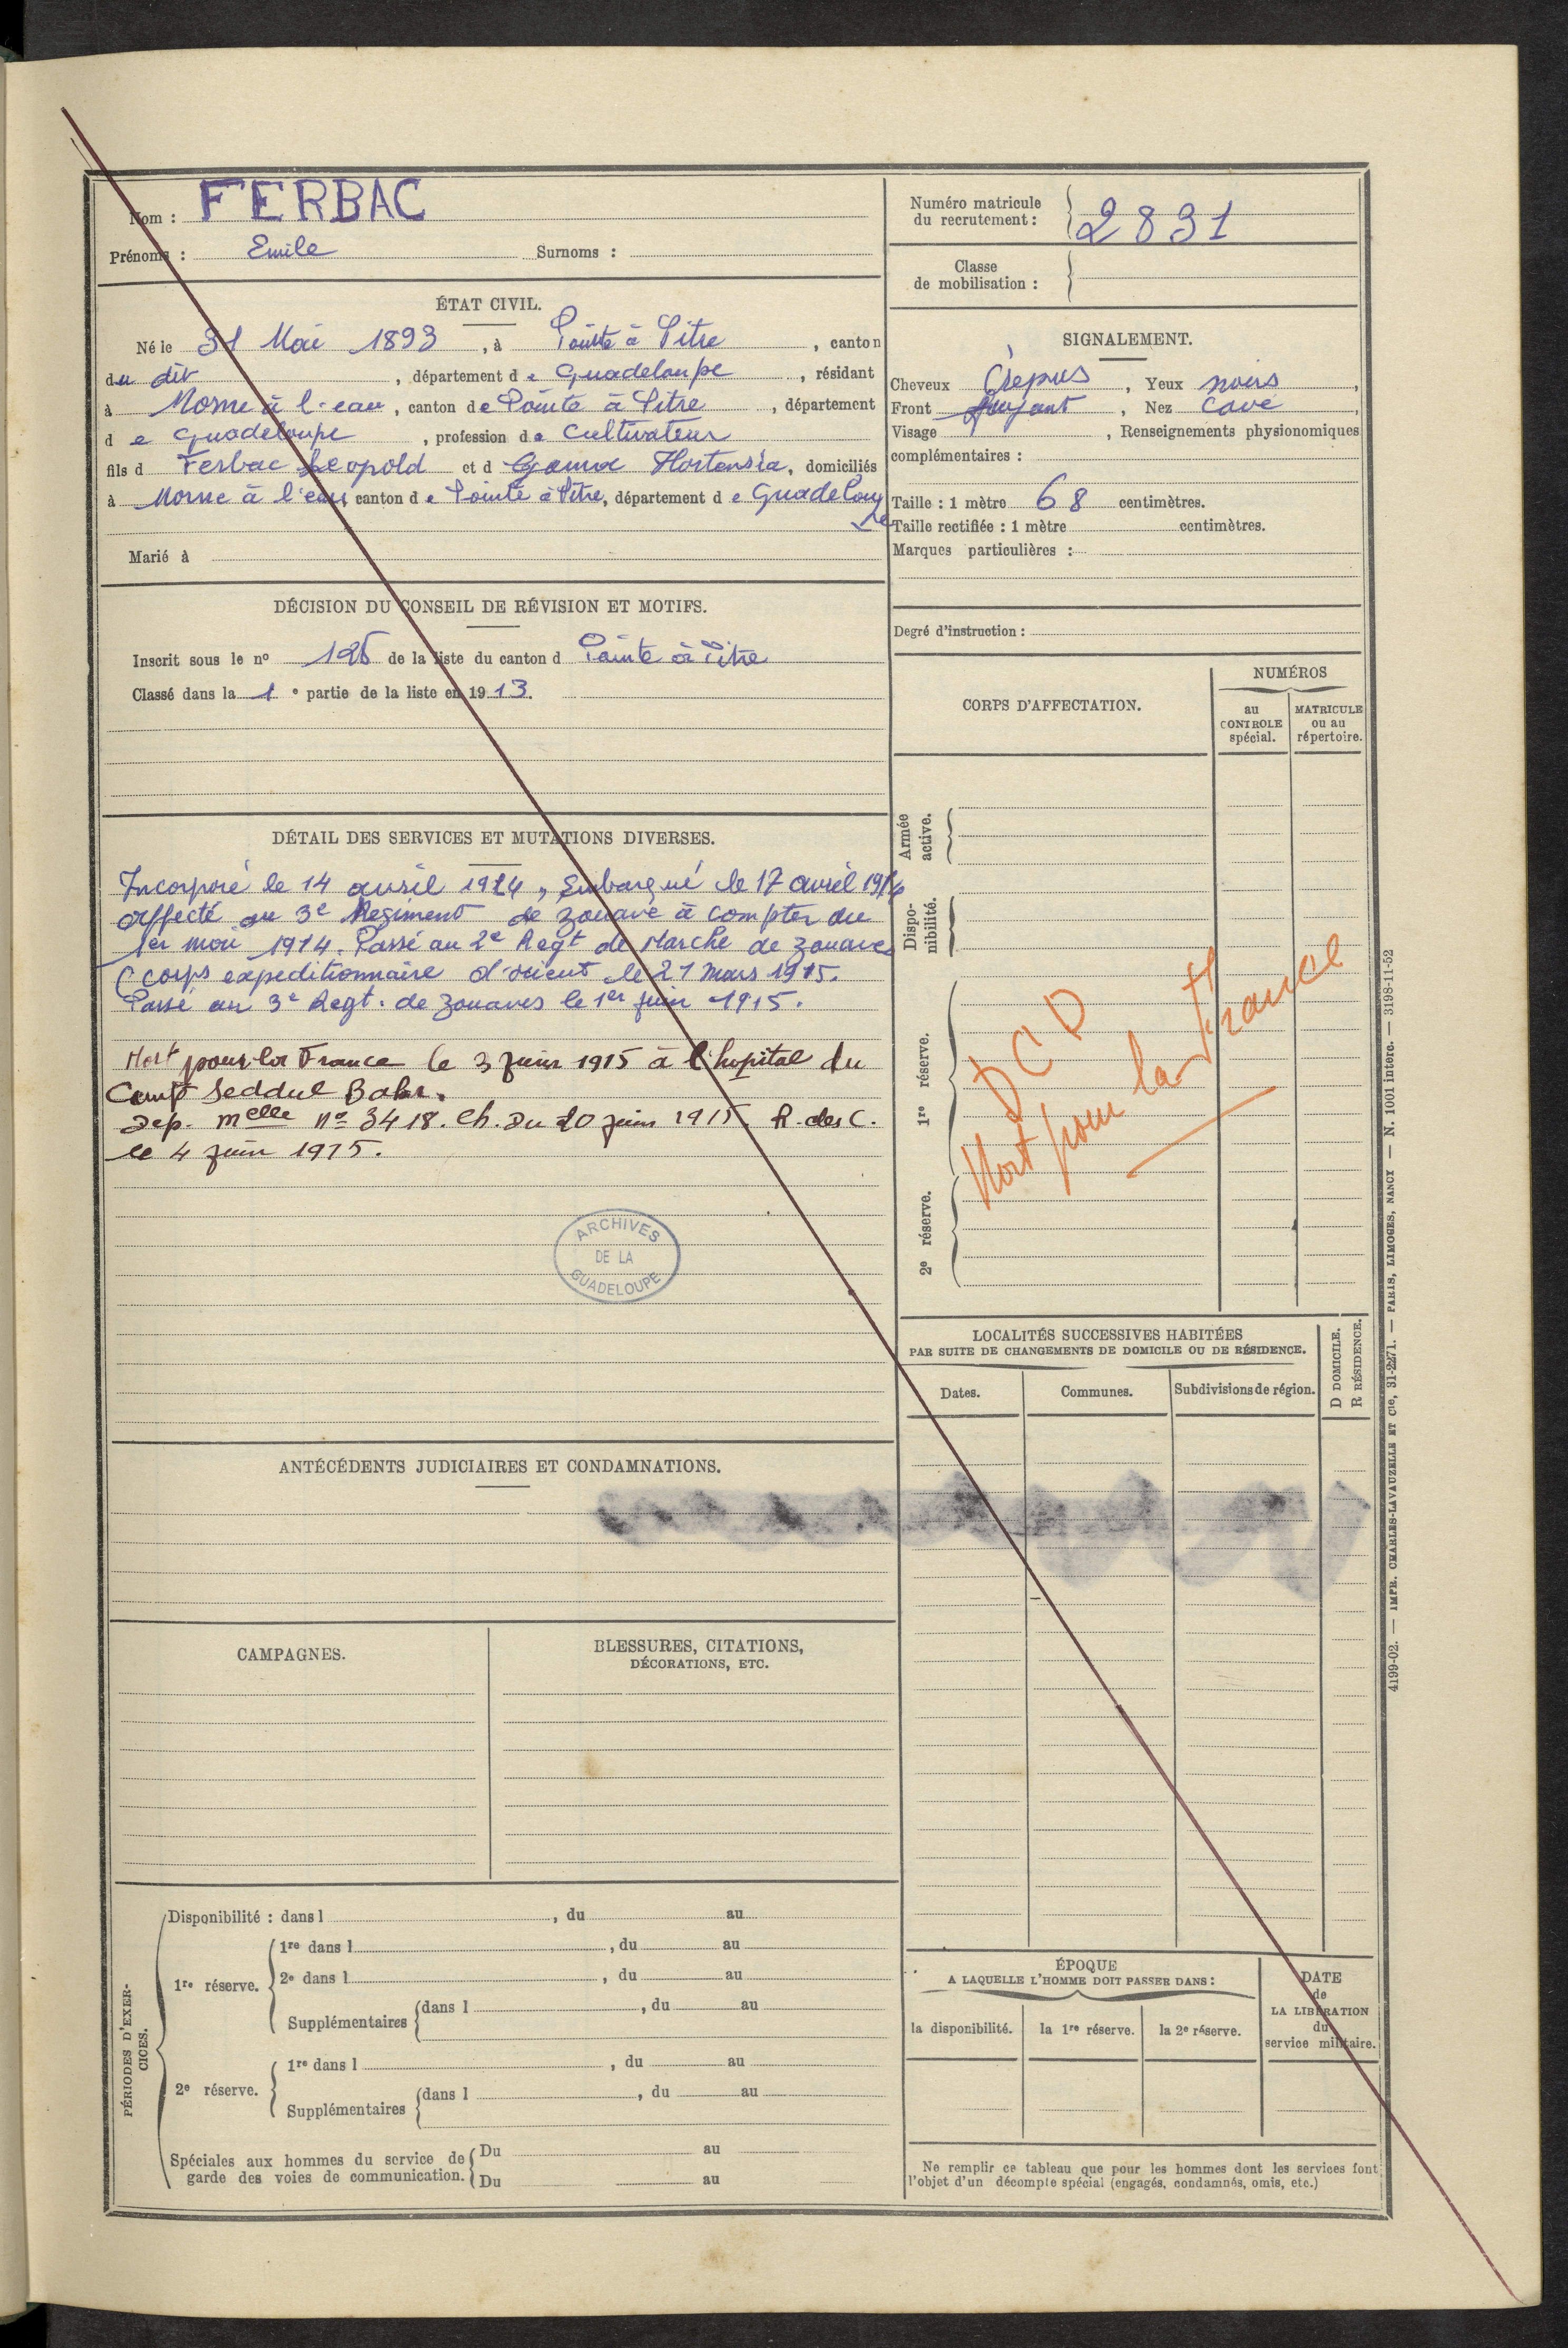 Nom : FERBAC
Prénoms : Emile Surnoms :
ÉTAT CIVIL.
Né le 31 Mai 1893, à Pointe à Pitre, canton
du dit, département de Guadeloupe, résidant
à Morne à l'eau, canton de Pointe à Pitre, département
de Guadeloupe, profession de Cultivateur
fils d Ferbac Leopold et d Hortensia, domiciliés
à Morne à l'eau, canton de Pointe à Pitre, département de Guadeloupe
Marié à
DÉCISION DU CONSEIL DE RÉVISION ET MOTIFS.
Inscrit sous le nº 125 de la liste du canton d Pointe à Pitre
Classé dans la 1e partie de la liste en 1913.
DÉTAIL DES SERVICES ET MUTATIONS DIVERSES.
Incorporé le 14 avril 1914, Embarqué le 17 avril 1914
affecté au 3e Regiment de zouave à compter du
1er mai 1914. Passé au 2e Regt de Marche de zouaves
(corps expeditionnaire d'orient le 21 mars 1915.
Passé au 3e Regt. de zouaves le 1er juin 1915.
Mort pour la France le 3 juin 1915 à l'hopital du
Camp Seddul Bahr.
Dep. melle nº 3418. Ch. du 20 juin 1915. R. des C.
le 4 juin 1915.
ARCHIVES
DE LA
GUADELOUPE
ANTÉCÉDENTS JUDICIAIRES ET CONDAMNATIONS.
CAMPAGNES.
BLESSURES, CITATIONS,
DÉCORATIONS, ETC.
PÉRIODES D'EXER-
CICES.
Disponibilité : dans l , du au
1re réserve.
1re dans l , du au
2e dans l , du au
Supplémentaires dans l , du au
2e réserve.
1re dans l , du au
Supplémentaires dans l , du au
Spéciales aux hommes du service de
garde des voies de communication.
Du au
Du au
Numéro matricule
du recrutement : 2891
Classe
de mobilisation :
SIGNALEMENT.
Cheveux Crepus, Yeux noirs,
Front fuyant, Nez Cave,
Visage , Renseignements physionomiques
complémentaires :
Taille : 1 mètre 68 centimètres.
Taille rectifiée : 1 mètre centimètres.
Marques particulières :
Degré d'instruction :
CORPS D'AFFECTATION.
NUMÉROS
au
CONTROLE
spécial.
MATRICULE
ou au
répertoire.
Armée
active.
Dispo-
nibilité.
1re réserve.
2e réserve.
DCD
Mort pour la France
LOCALITÉS SUCCESSIVES HABITÉES
PAR SUITE DE CHANGEMENTS DE DOMICILE OU DE RÉSIDENCE.
Dates.
Communes.
Subdivisions de région.
D DOMICILE.
R RÉSIDENCE.
ÉPOQUE
A LAQUELLE L'HOMME DOIT PASSER DANS :
la disponibilité.
la 1re réserve.
la 2e réserve.
DATE
de
LA LIBÉRATION
du
service militaire.
Ne remplir ce tableau que pour les hommes dont les services font
l'objet d'un décompte spécial (engagés, condamnés, omis, etc.)
4199-02. — IMPR. CHARLES-LAVAUZELLE ET Cie, 31-2271. — PARIS, LIMOGES, NANCY — N. 1001 intére. — 3198-11-52